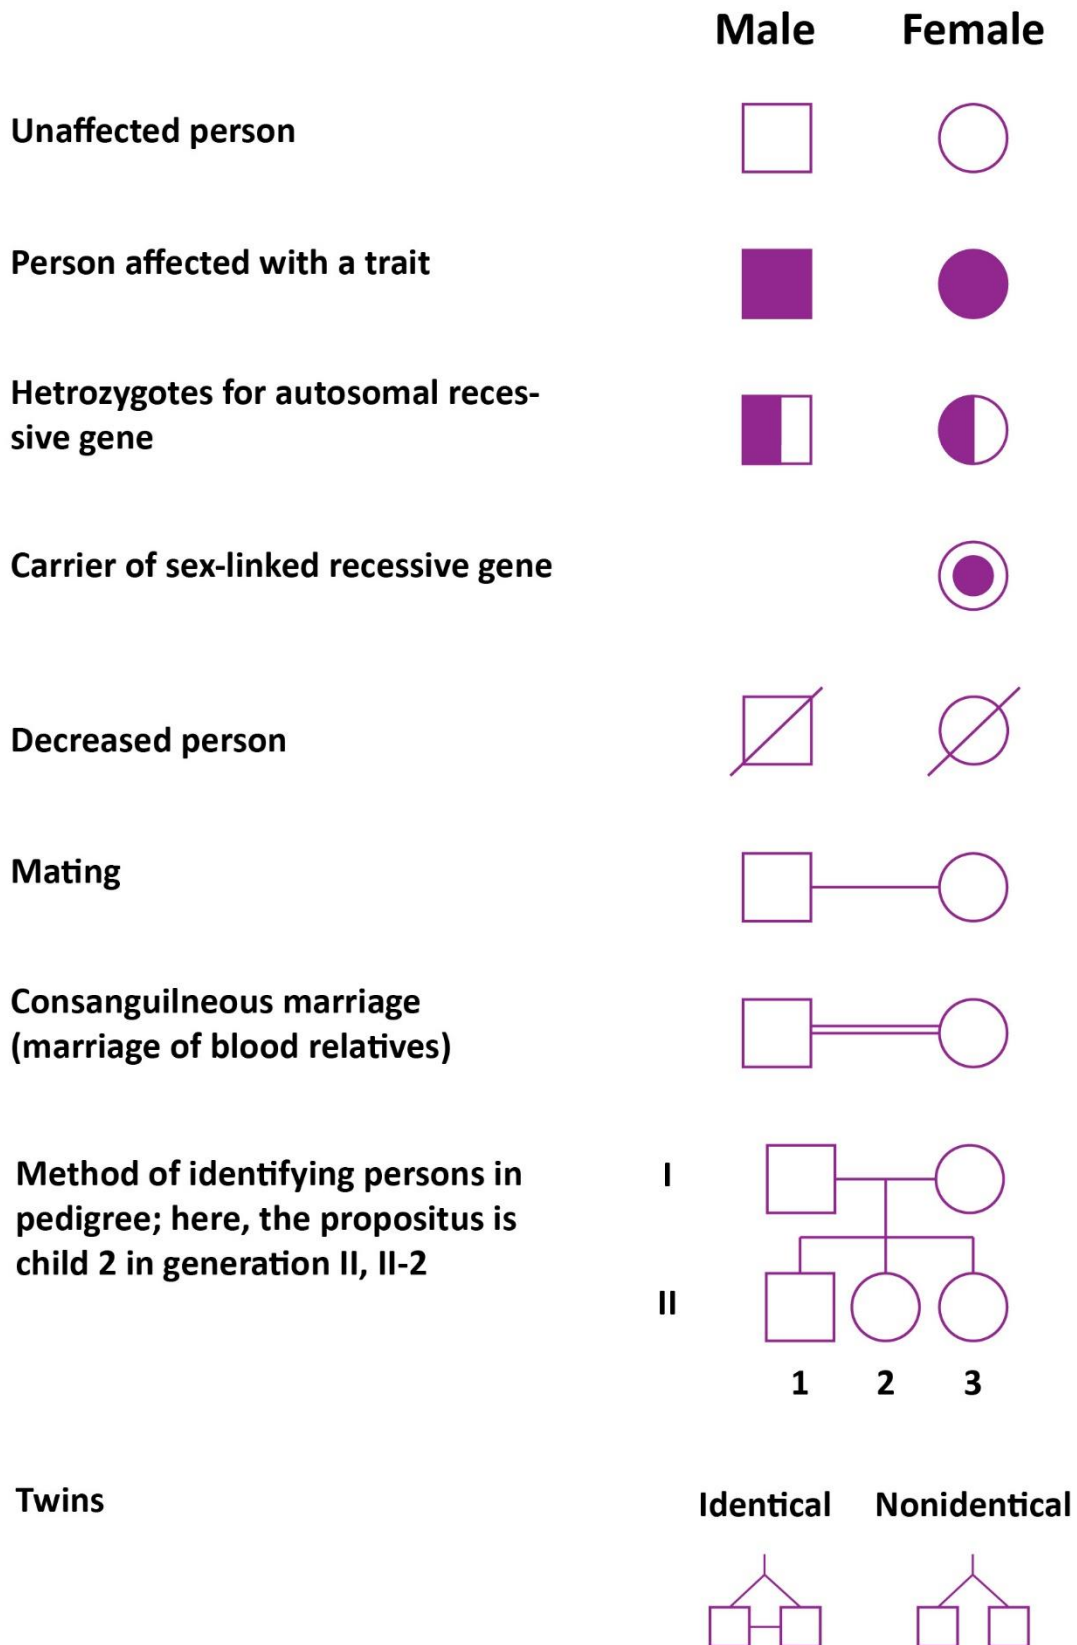 Male Female
Unaffected person
Person affected with a trait
Hetrozygotes for autosomal reces-
sive gene
Carrier of sex-linked recessive gene
Decreased person
Mating
Consanguilneous marriage
(marriage of blood relatives)
Method of identifying persons in
pedigree; here, the propositus is
child 2 in generation II, II-2
I
II
1 2 3
Twins
Identical Nonidentical